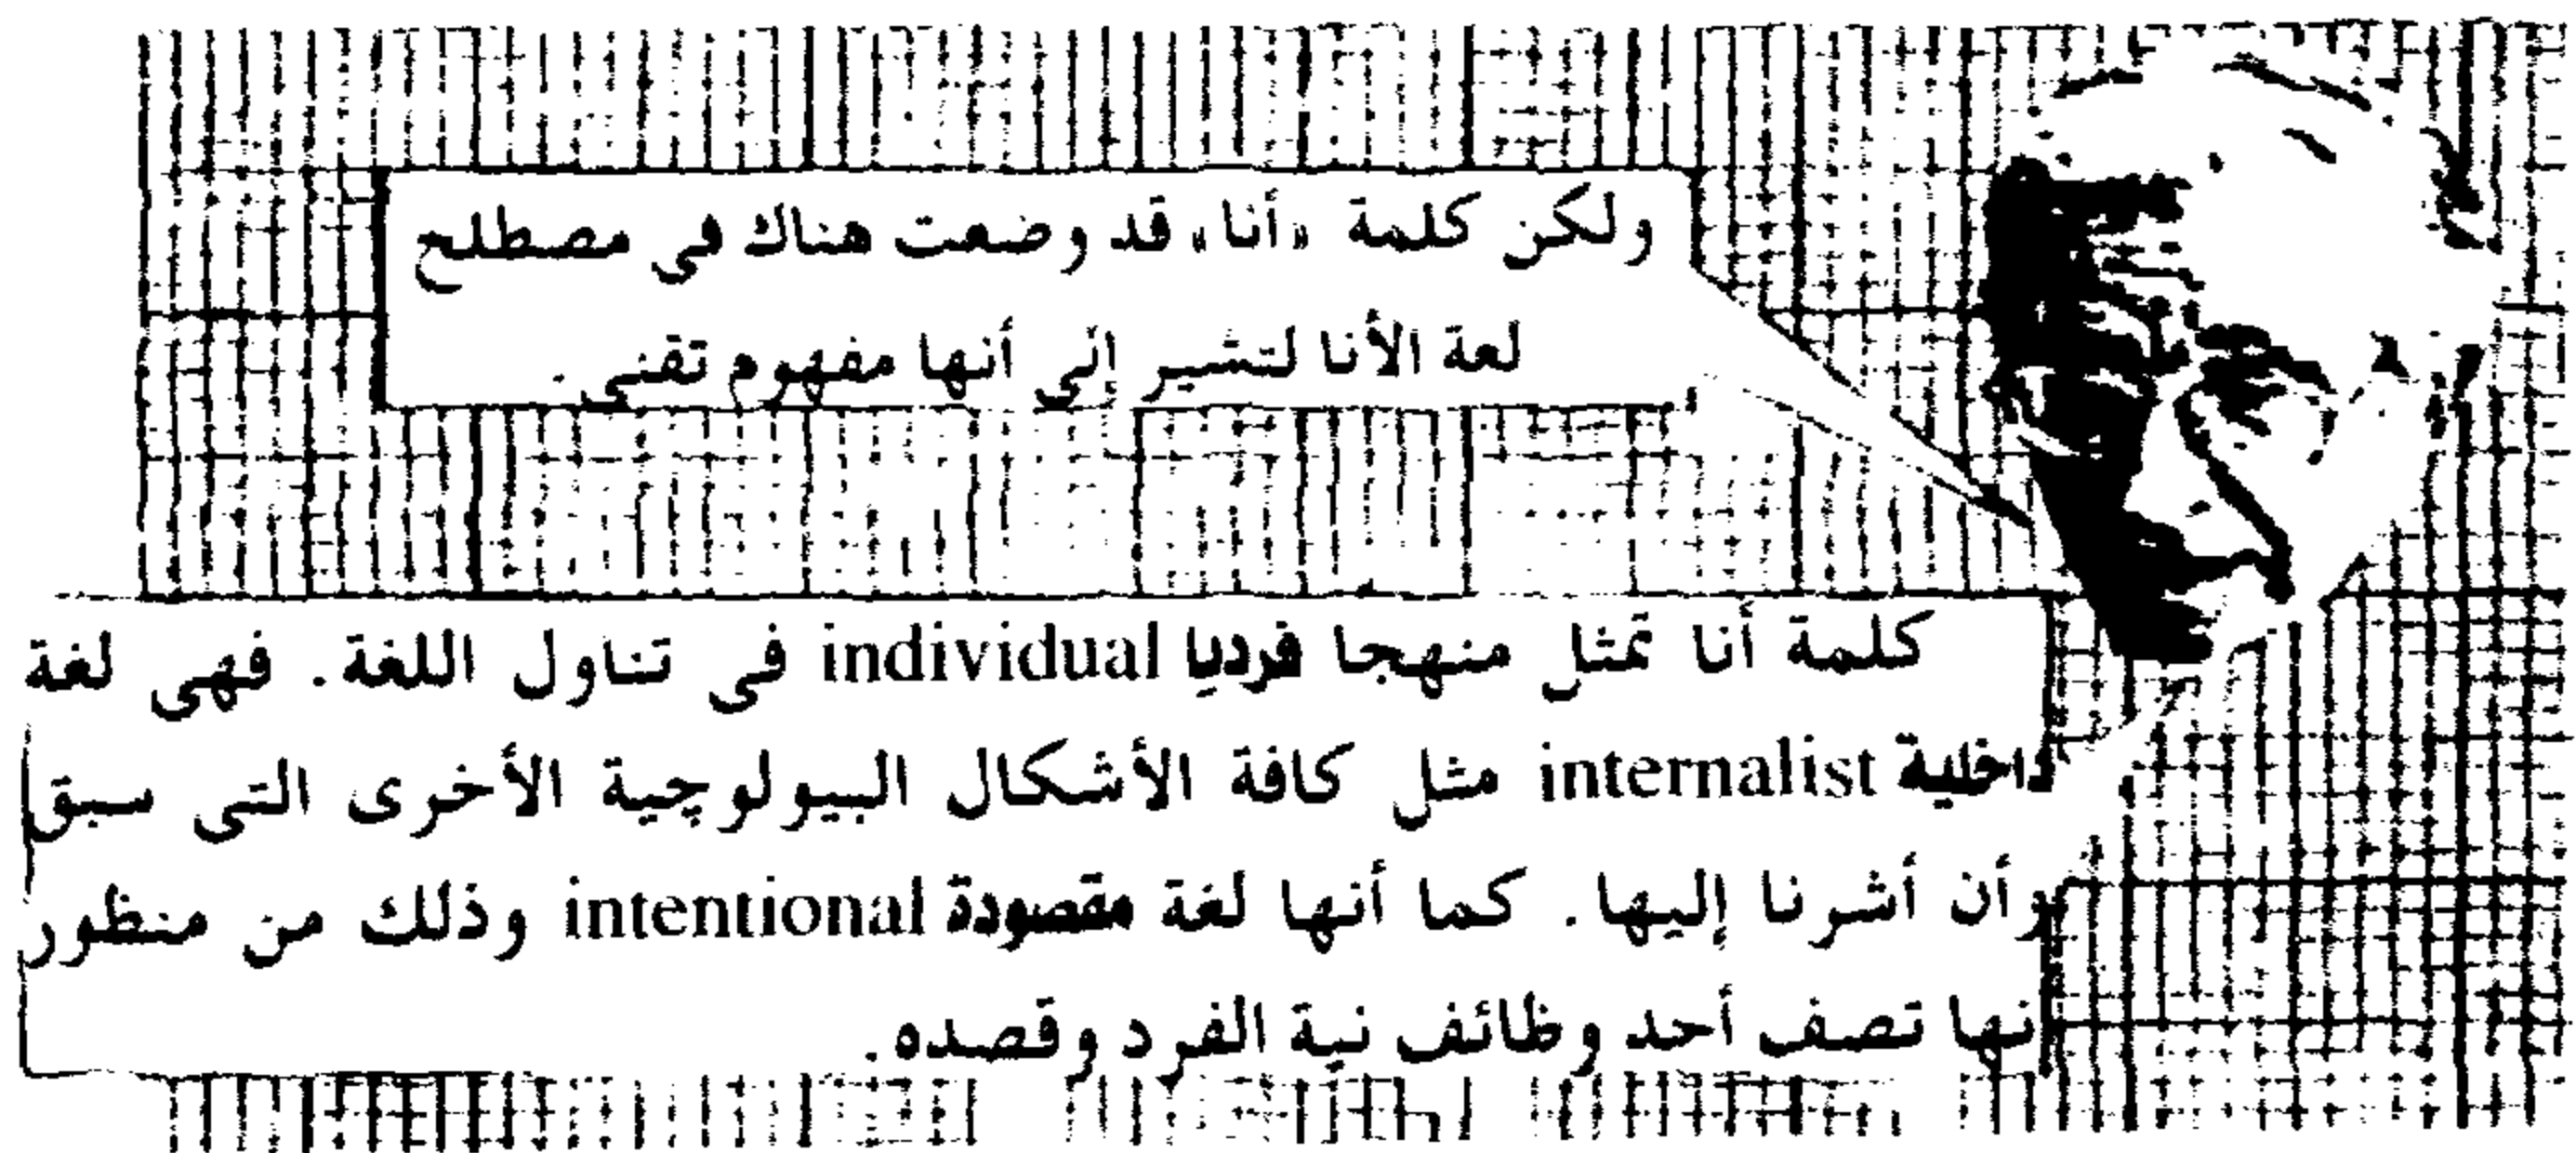 ولكن كلمة «أنا» قد وضعت هناك في مصطلح
لعة الأنا لتشير إلى أنها مفهوم تقني.
كلمة أنا تمثل منهجا فرديا individual في تناول اللغة. فهي لغة
داخلية internalist مثل كافة الأشكال البيولوچية الأخرى التي سبق
وأن أشرنا إليها. كما أنها لغة مقصودة intentional وذلك من منظور
أنها تصف أحد وظائف نية الفرد وقصده.